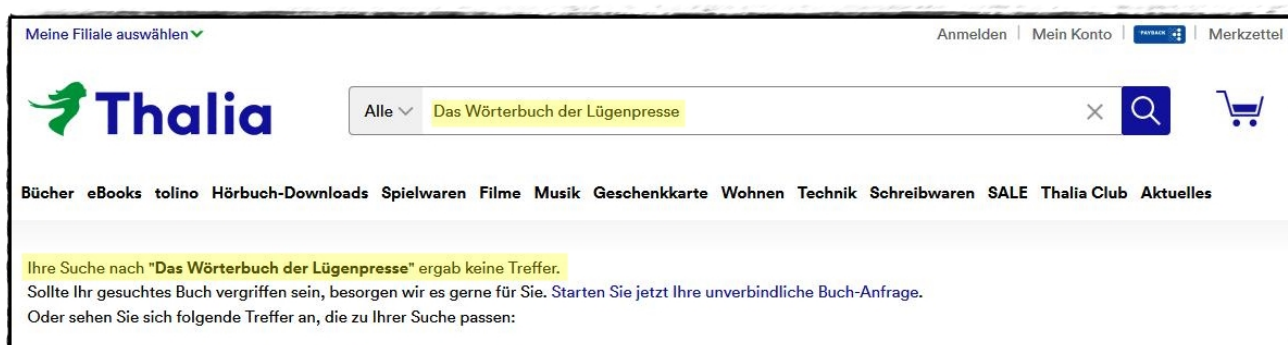 Meine Filiale auswählen
Anmelden | Mein Konto | PAYBACK | Merkzettel
Thalia
Alle Das Wörterbuch der Lügenpresse
Bücher eBooks tolino Hörbuch-Downloads Spielwaren Filme Musik Geschenkkarte Wohnen Technik Schreibwaren SALE Thalia Club Aktuelles
Ihre Suche nach "Das Wörterbuch der Lügenpresse" ergab keine Treffer.
Sollte Ihr gesuchtes Buch vergriffen sein, besorgen wir es gerne für Sie. Starten Sie jetzt Ihre unverbindliche Buch-Anfrage.
Oder sehen Sie sich folgende Treffer an, die zu Ihrer Suche passen: